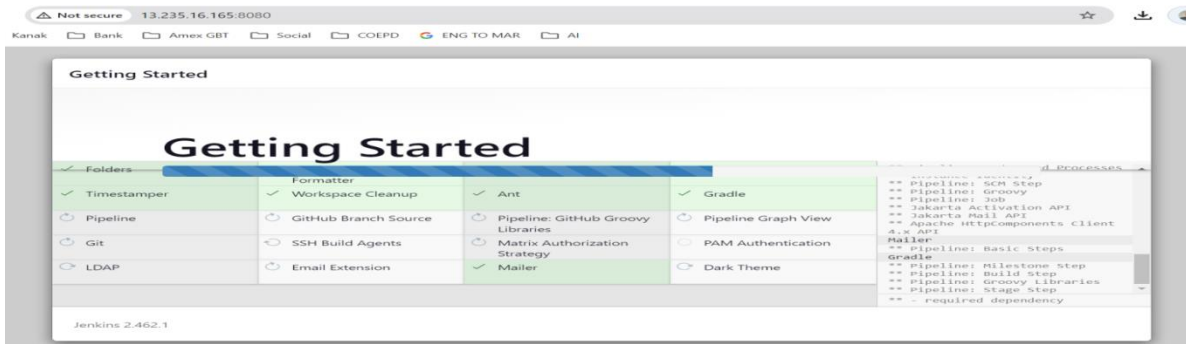 Not secure 13.235.16.165:8080
Kanak Bank Amex GBT Social COEPD G ENG TO MAR AI
Getting Started
Getting Started
Folders
Formatter
Timestamper Workspace Cleanup Ant Gradle
Pipeline GitHub Branch Source Pipeline: GitHub Groovy Libraries Pipeline Graph View
Git SSH Build Agents Matrix Authorization Strategy PAM Authentication
LDAP Email Extension Mailer Dark Theme
d Processes
** Pipeline: SCM Step
** Pipeline: Groovy
** Pipeline: Job
** Jakarta Activation API
** Jakarta Mail API
** Apache HttpComponents Client
4.x API
Mailer
** Pipeline: Basic Steps
Gradle
** Pipeline: Milestone Step
** Pipeline: Build Step
** Pipeline: Groovy Libraries
** Pipeline: Stage Step
** - required dependency
Jenkins 2.462.1